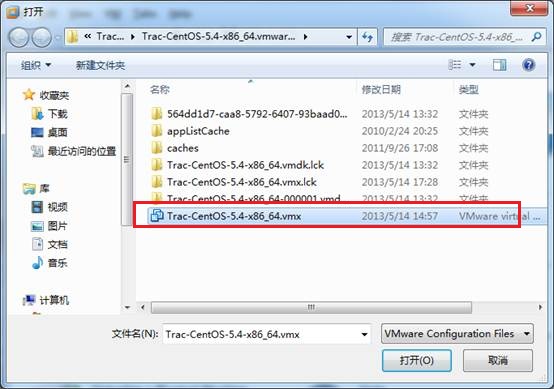 打开
« Trac... ▸ Trac-CentOS-5.4-x86_64.vmwar...
搜索 Trac-CentOS-5.4-x86_...
组织 新建文件夹
收藏夹
下载
桌面
最近访问的位置
库
视频
图片
文档
音乐
计算机
名称 修改日期 类型
564dd1d7-caa8-5792-6407-93baad0... 2013/5/14 13:32 文件夹
appListCache 2010/2/24 20:25 文件夹
caches 2011/9/26 17:08 文件夹
Trac-CentOS-5.4-x86_64.vmdk.lck 2013/5/14 13:32 文件夹
Trac-CentOS-5.4-x86_64.vmx.lck 2013/5/14 17:28 文件夹
Trac-CentOS-5.4-x86_64-000001.vmd... 2013/5/14 13:32 文件夹
Trac-CentOS-5.4-x86_64.vmx 2013/5/14 14:57 VMware virtual ...
文件名(N): Trac-CentOS-5.4-x86_64.vmx VMware Configuration Files
打开(O) 取消